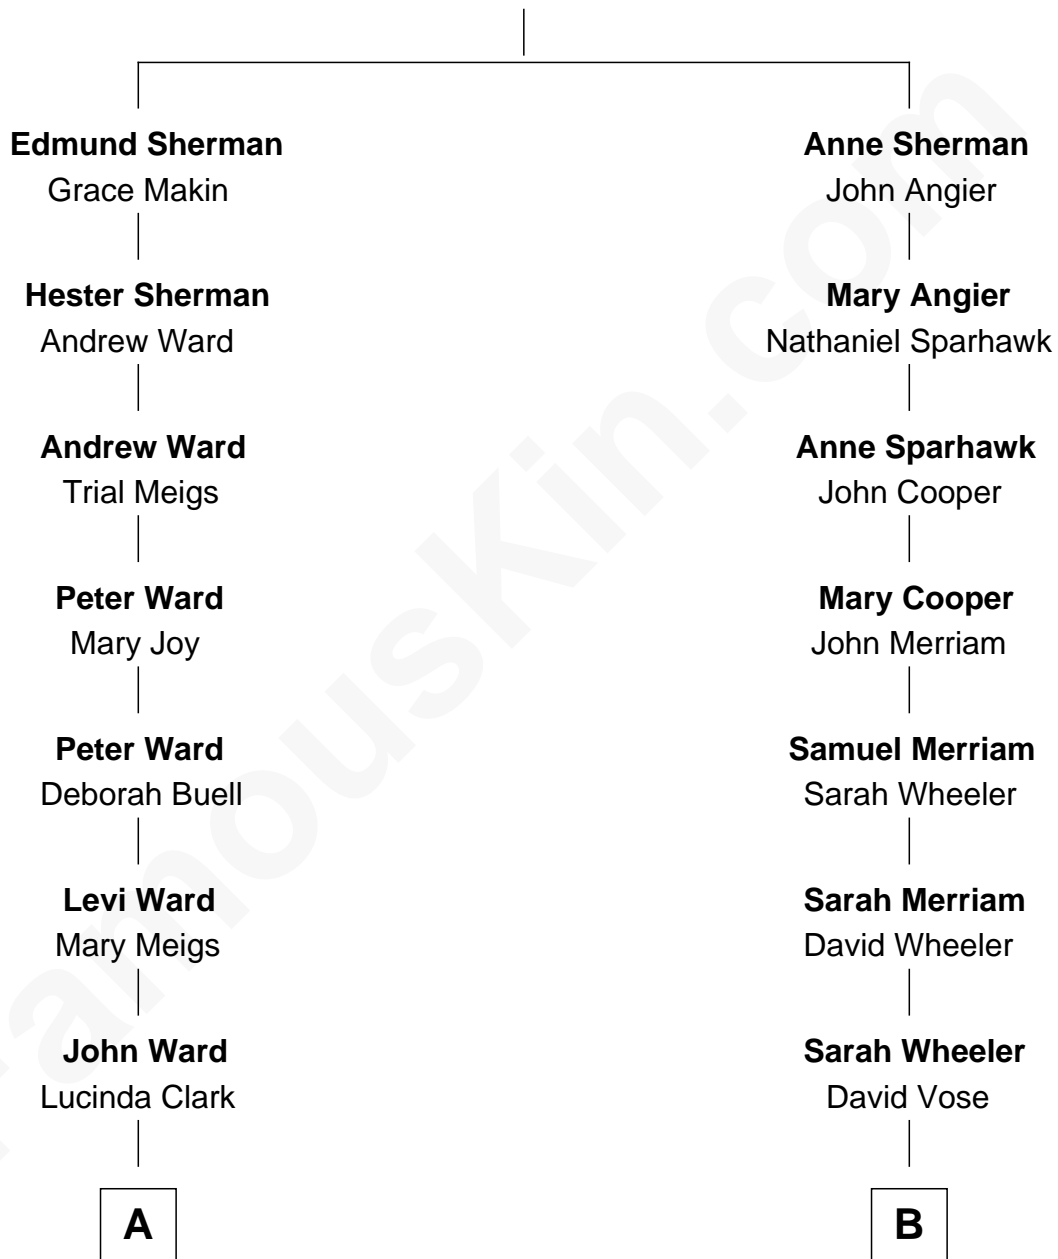 Edmund Sherman
Grace Makin
Anne Sherman
John Angier
Hester Sherman
Andrew Ward
Mary Angier
Nathaniel Sparhawk
Andrew Ward
Trial Meigs
Anne Sparhawk
John Cooper
Peter Ward
Mary Joy
Mary Cooper
John Merriam
Peter Ward
Deborah Buell
Samuel Merriam
Sarah Wheeler
Levi Ward
Mary Meigs
Sarah Merriam
David Wheeler
John Ward
Lucinda Clark
Sarah Wheeler
David Vose
A
B
FamousKin.com